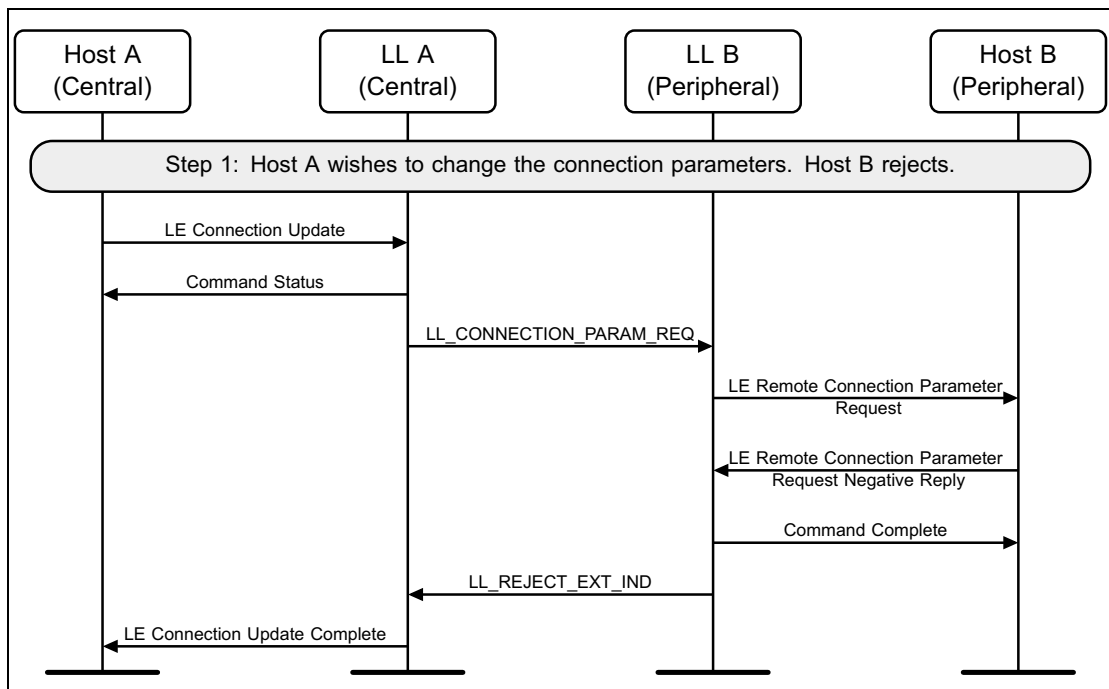 Host A
(Central)
LL A
(Central)
LL B
(Peripheral)
Host B
(Peripheral)
Step 1: Host A wishes to change the connection parameters. Host B rejects.
LE Connection Update
Command Status
LL_CONNECTION_PARAM_REQ
LE Remote Connection Parameter
Request
LE Remote Connection Parameter
Request Negative Reply
Command Complete
LL_REJECT_EXT_IND
LE Connection Update Complete